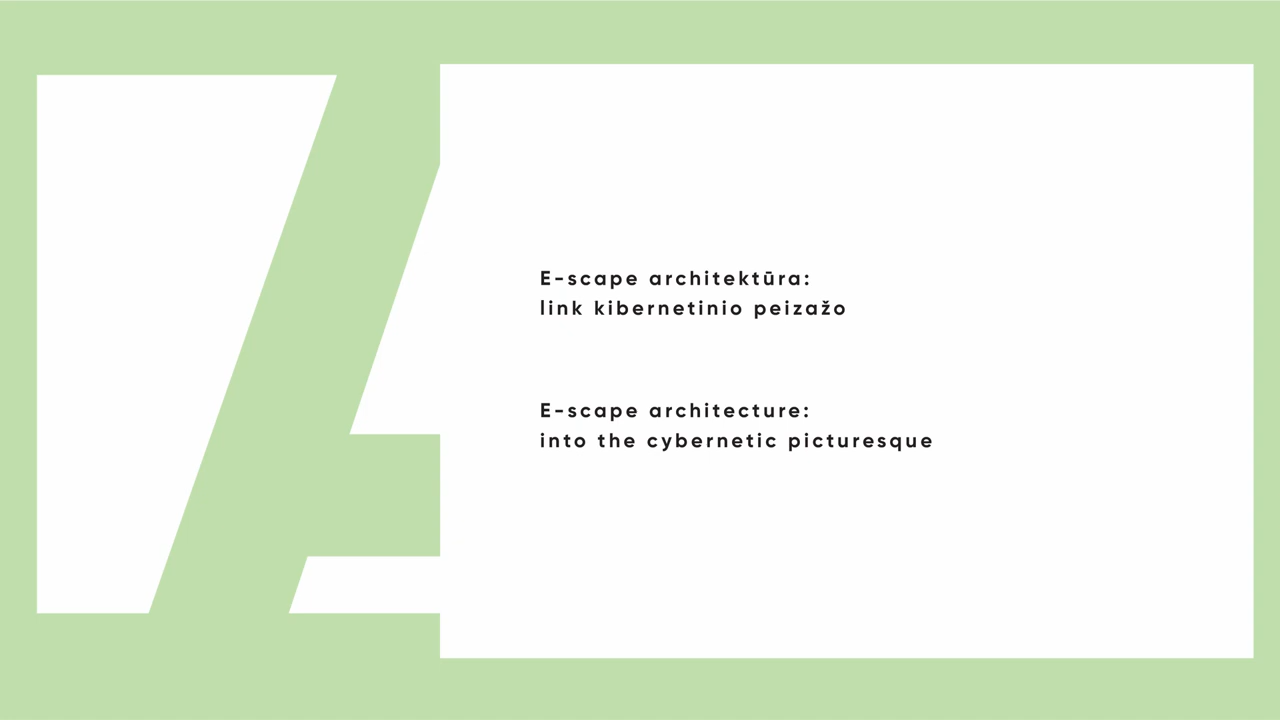 E-scape architektūra:
link kibernetinio peizažo
E-scape architecture:
into the cybernetic picturesque